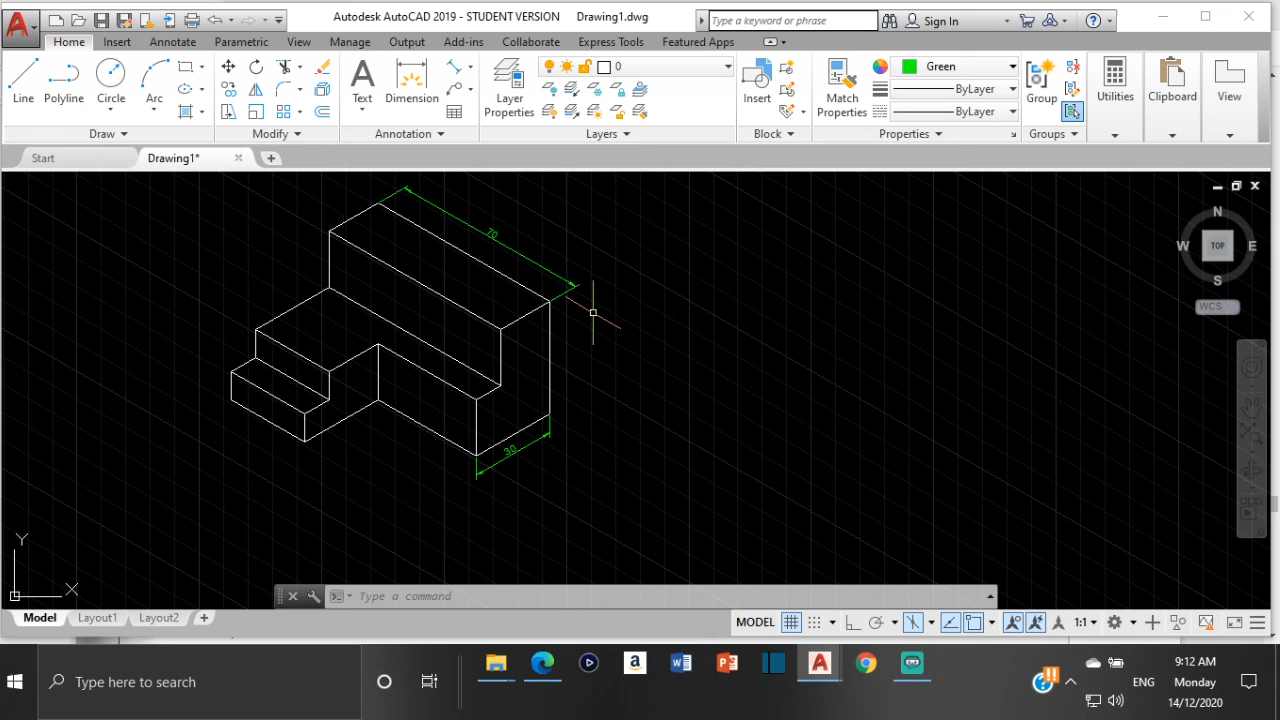 Autodesk AutoCAD 2019 - STUDENT VERSION Drawing1.dwg
Type a keyword or phrase
Sign In
Home Insert Annotate Parametric View Manage Output Add-ins Collaborate Express Tools Featured Apps
0
Green
ByLayer
ByLayer
Line Polyline Circle Arc
Text Dimension
Layer Properties
Insert
Match Properties
Group
Utilities
Clipboard
View
Draw Modify Annotation Layers Block Properties Groups
Start
Drawing1*
N
W TOP E
S
WCS
70
30
Y
X
Type a command
Model Layout1 Layout2
MODEL
1:1
Type here to search
9:12 AM
ENG
Monday
14/12/2020